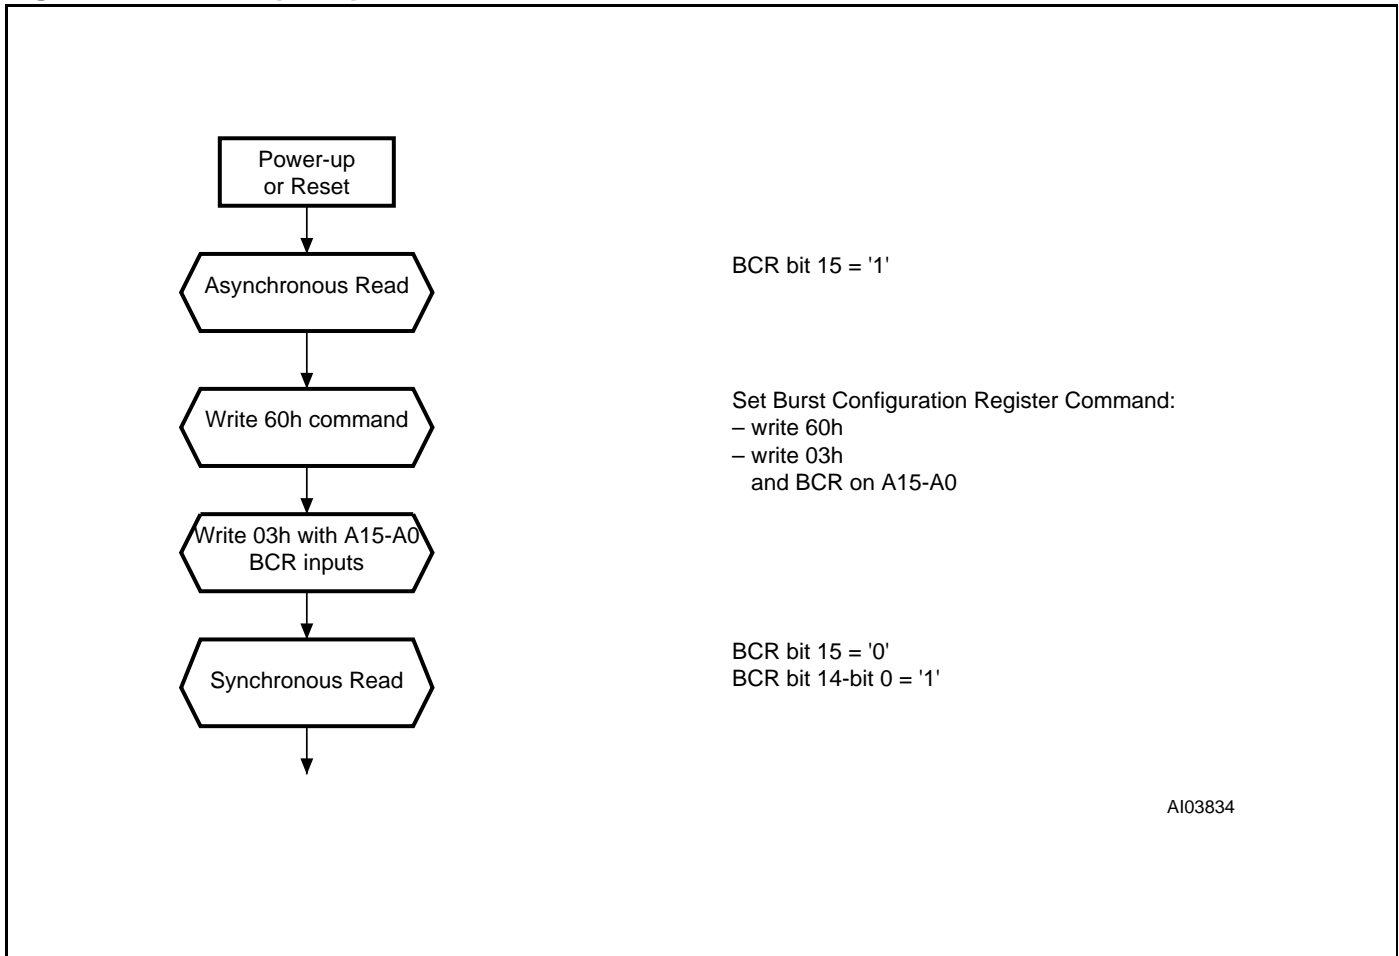 Power-up
or Reset
Asynchronous Read
BCR bit 15 = '1'
Write 60h command
Set Burst Configuration Register Command:
– write 60h
– write 03h
and BCR on A15-A0
Write 03h with A15-A0
BCR inputs
Synchronous Read
BCR bit 15 = '0'
BCR bit 14-bit 0 = '1'
AI03834